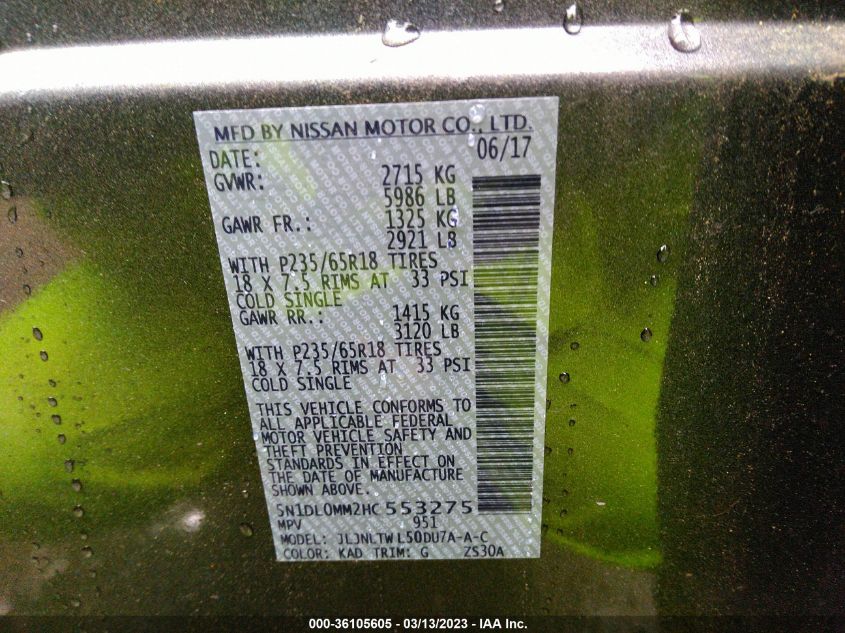 MFD BY NISSAN MOTOR CO., LTD.
DATE: 06/17
GVWR: 2715 KG
5986 LB
GAWR FR.: 1325 KG
2921 LB
WITH P235/65R18 TIRES
18 X 7.5 RIMS AT 33 PSI
COLD SINGLE
GAWR RR.: 1415 KG
3120 LB
WITH P235/65R18 TIRES
18 X 7.5 RIMS AT 33 PSI
COLD SINGLE
THIS VEHICLE CONFORMS TO
ALL APPLICABLE FEDERAL
MOTOR VEHICLE SAFETY AND
THEFT PREVENTION
STANDARDS IN EFFECT ON
THE DATE OF MANUFACTURE
SHOWN ABOVE.
5N1DL0MM2HC553275
MPV 951
MODEL: JLJNLTWL50DU7A-A-C
COLOR: KAD TRIM: G ZS30A
000-36105605 - 03/13/2023 - IAA Inc.